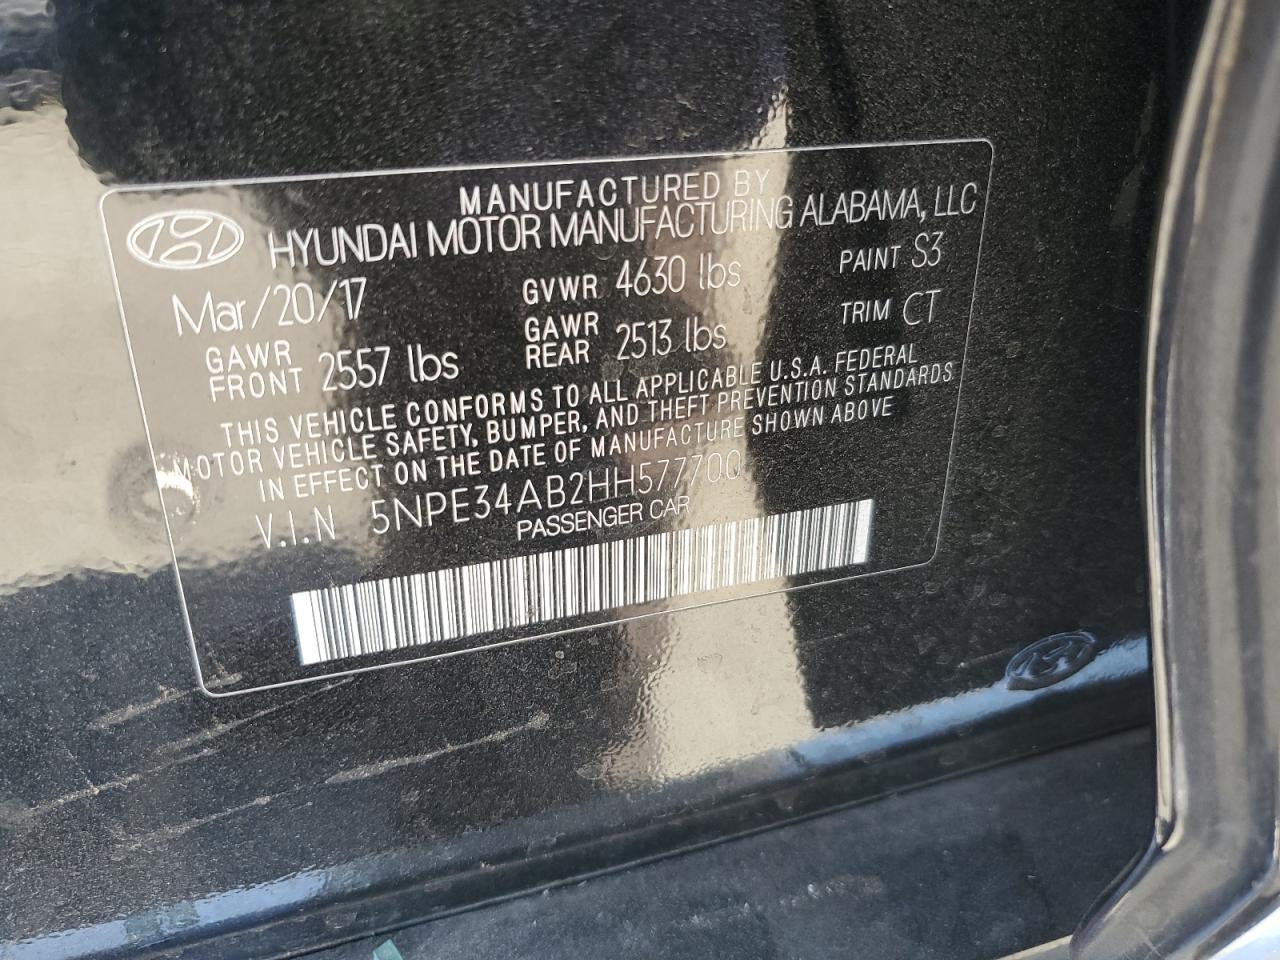 MANUFACTURED BY
HYUNDAI MOTOR MANUFACTURING ALABAMA, LLC
Mar/20/17 GVWR 4630 lbs PAINT S3
GAWR FRONT 2557 lbs GAWR REAR 2513 lbs TRIM CT
THIS VEHICLE CONFORMS TO ALL APPLICABLE U.S.A. FEDERAL
MOTOR VEHICLE SAFETY, BUMPER, AND THEFT PREVENTION STANDARDS
IN EFFECT ON THE DATE OF MANUFACTURE SHOWN ABOVE
V.I.N 5NPE34AB2HH577700
PASSENGER CAR